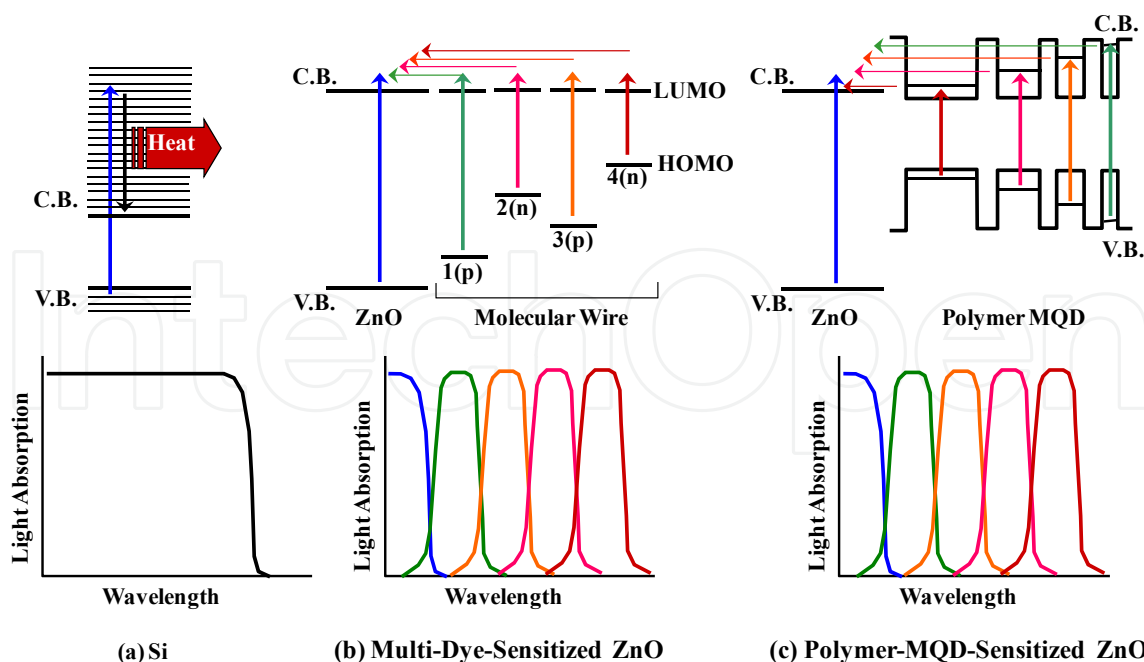 C.B.
V.B.
Heat
Light Absorption
Wavelength
(a) Si
C.B.
V.B.
ZnO
LUMO
HOMO
4(n)
2(n)
3(p)
1(p)
Molecular Wire
Light Absorption
Wavelength
(b) Multi-Dye-Sensitized ZnO
C.B.
V.B.
ZnO
C.B.
V.B.
Polymer MQD
Light Absorption
Wavelength
(c) Polymer-MQD-Sensitized ZnO
IntechOpen